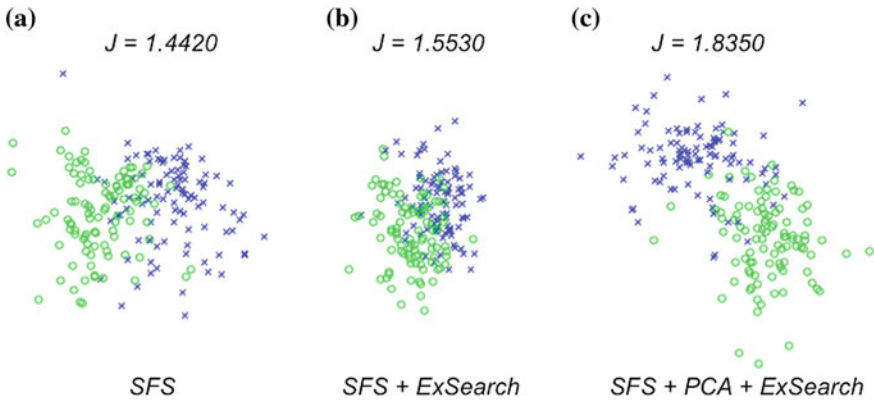 (a)
J = 1.4420
SFS
(b)
J = 1.5530
SFS + ExSearch
(c)
J = 1.8350
SFS + PCA + ExSearch